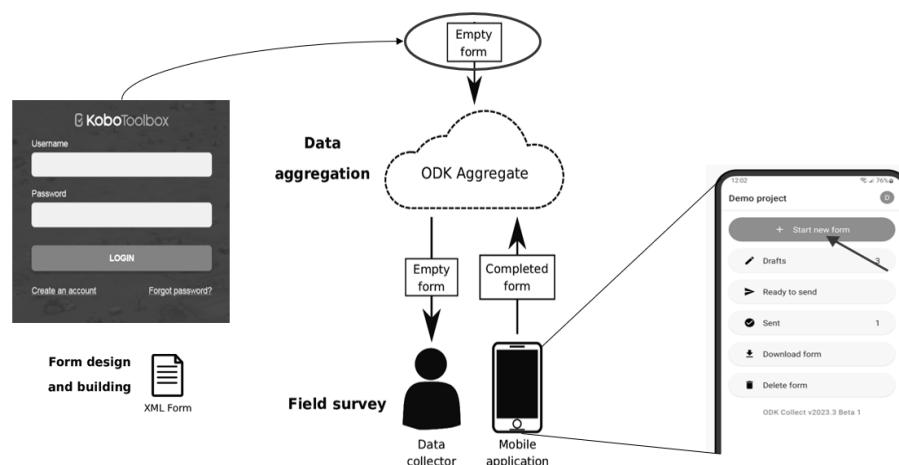 Empty
form
KoboToolbox
Username
Password
LOGIN
Create an account
Forgot password?
Data
aggregation
ODK Aggregate
Empty
form
Completed
form
Form design
and building
XML Form
Field survey
Data
collector
Mobile
application
12:02
76%
Demo project
D
+ Start new form
Drafts
3
Ready to send
Sent
1
Download form
Delete form
ODK Collect v2023.3 Beta 1